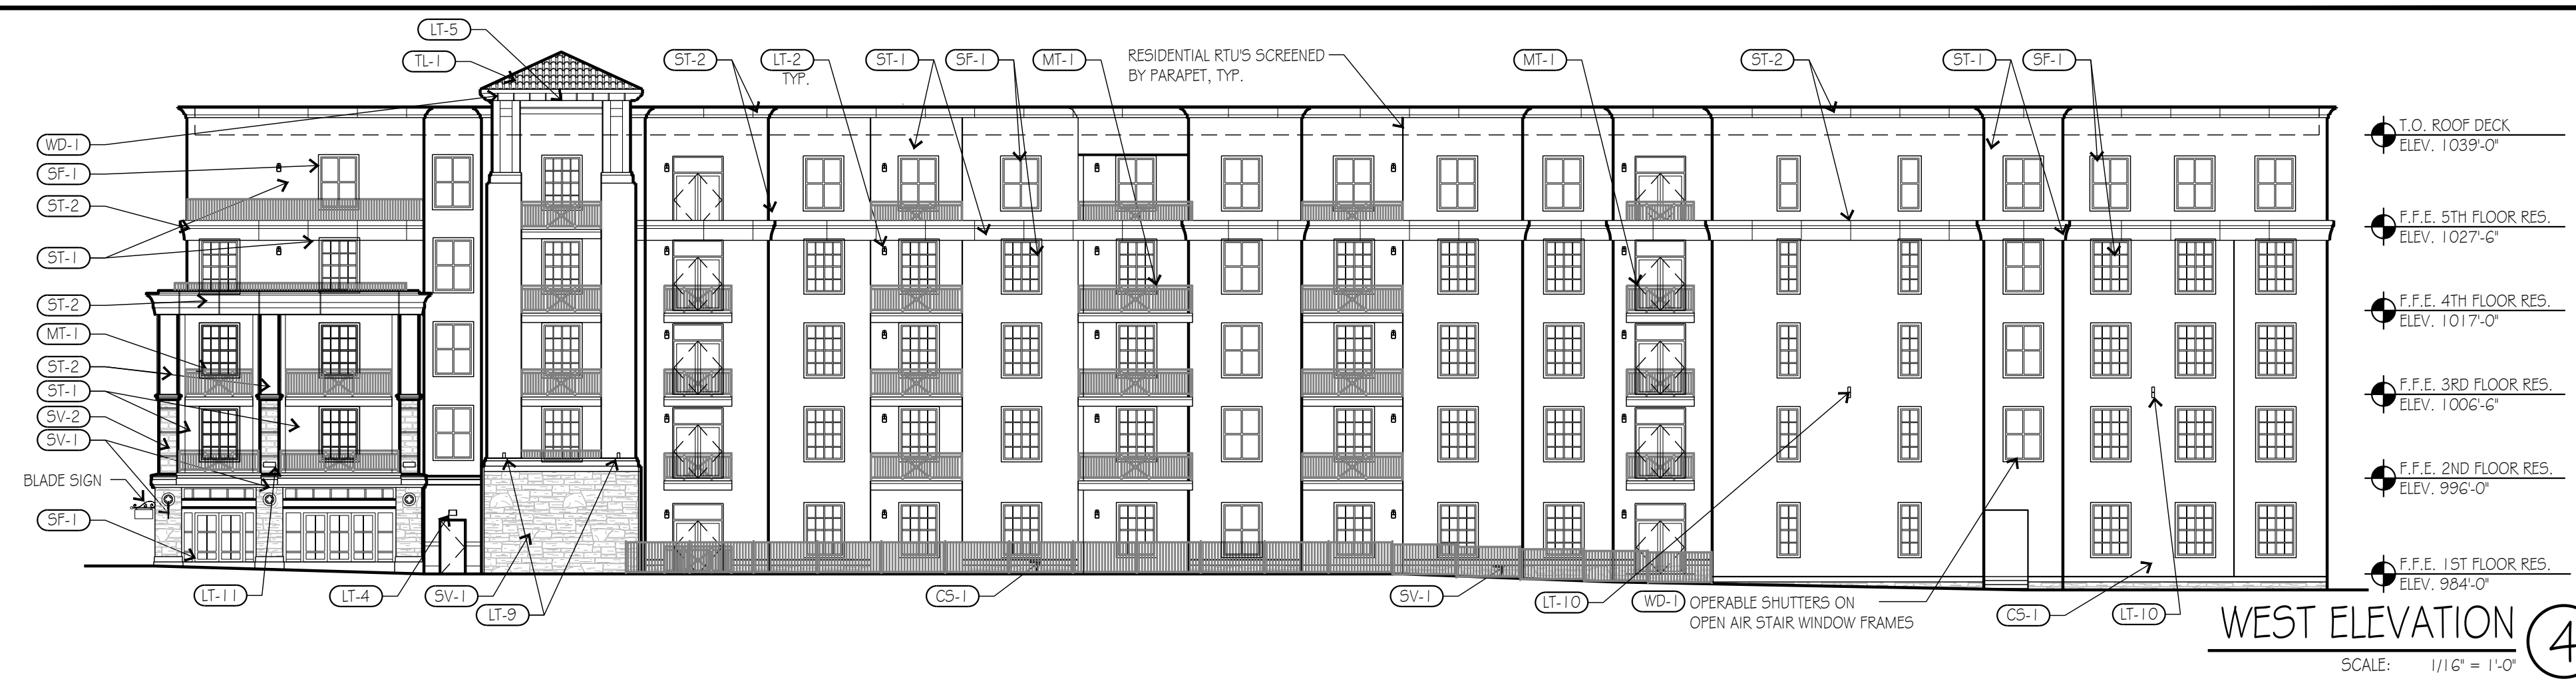 LT-5
TL-1
ST-2
LT-2
TYP.
ST-1
SF-1
MT-1
RESIDENTIAL RTU'S SCREENED
BY PARAPET, TYP.
MT-1
ST-2
ST-1
SF-1
WD-1
SF-1
ST-2
ST-1
ST-2
MT-1
ST-2
ST-1
SV-2
SV-1
BLADE SIGN
SF-1
T.O. ROOF DECK
ELEV. 1039'-0"
F.F.E. 5TH FLOOR RES.
ELEV. 1027'-6"
F.F.E. 4TH FLOOR RES.
ELEV. 1017'-0"
F.F.E. 3RD FLOOR RES.
ELEV. 1006'-6"
F.F.E. 2ND FLOOR RES.
ELEV. 996'-0"
F.F.E. 1ST FLOOR RES.
ELEV. 984'-0"
LT-11
LT-4
SV-1
LT-9
CS-1
SV-1
LT-10
WD-1 OPERABLE SHUTTERS ON
OPEN AIR STAIR WINDOW FRAMES
CS-1
LT-10
WEST ELEVATION 4
SCALE: 1/16" = 1'-0"